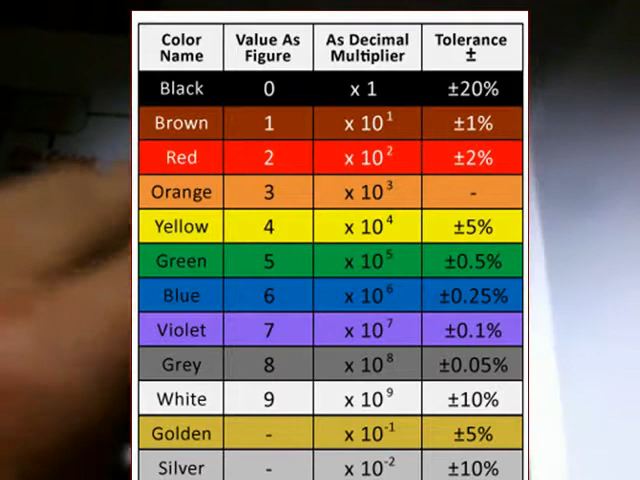 Color Name Value As Figure As Decimal Multiplier Tolerance ±
Black 0 x 1 ±20%
Brown 1 x 10¹ ±1%
Red 2 x 10² ±2%
Orange 3 x 10³ -
Yellow 4 x 10⁴ ±5%
Green 5 x 10⁵ ±0.5%
Blue 6 x 10⁶ ±0.25%
Violet 7 x 10⁷ ±0.1%
Grey 8 x 10⁸ ±0.05%
White 9 x 10⁹ ±10%
Golden - x 10⁻¹ ±5%
Silver - x 10⁻² ±10%